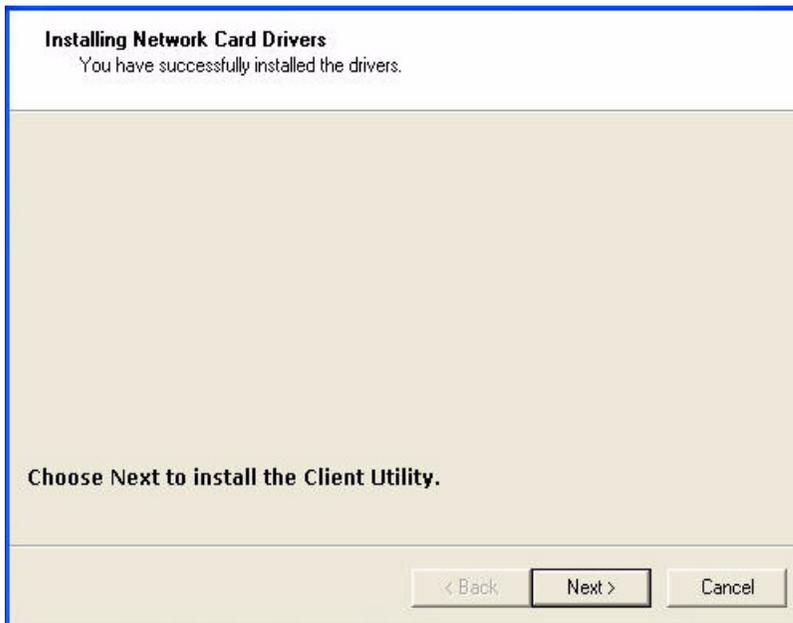 Installing Network Card Drivers
You have successfully installed the drivers.
Choose Next to install the Client Utility.
< Back
Next >
Cancel